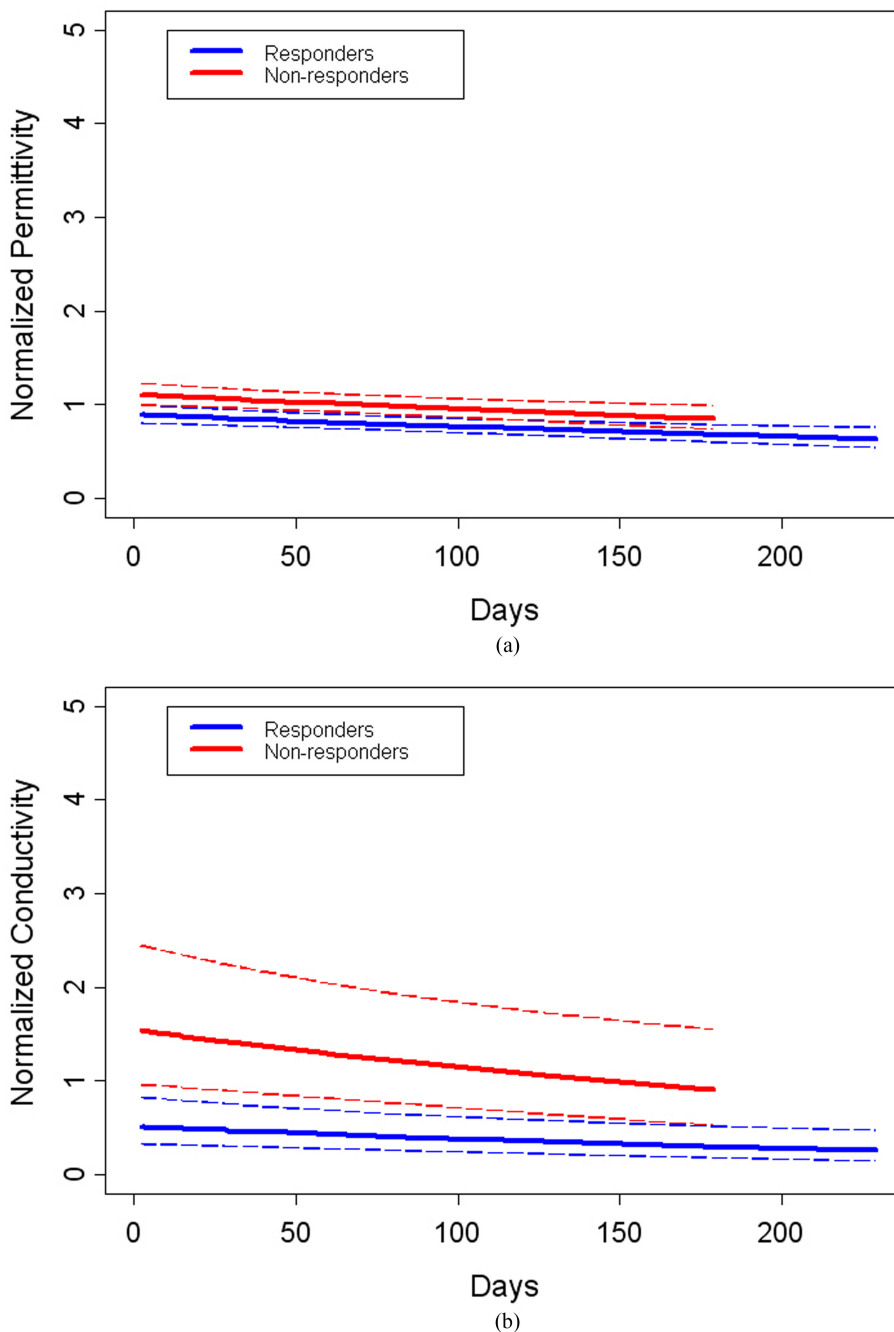 Responders
Non-responders
Normalized Permittivity
5
4
3
2
1
0
0 50 100 150 200
Days
(a)
Responders
Non-responders
Normalized Conductivity
5
4
3
2
1
0
0 50 100 150 200
Days
(b)